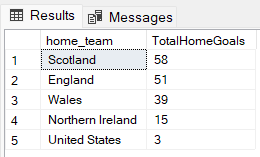 Results Messages
home_team TotalHomeGoals
1 Scotland 58
2 England 51
3 Wales 39
4 Northern Ireland 15
5 United States 3